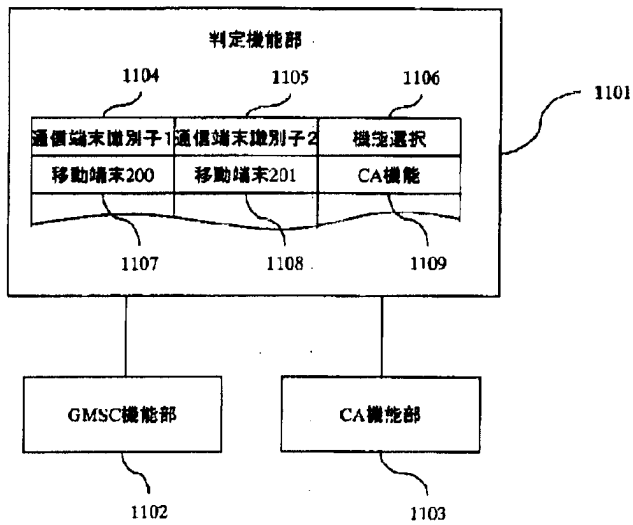 判定機能部
1104
1105
1106
1101
通信端末識別子1
通信端末識別子2
機能選択
移動端末200
移動端末201
CA機能
1107
1108
1109
GMSC機能部
CA機能部
1102
1103